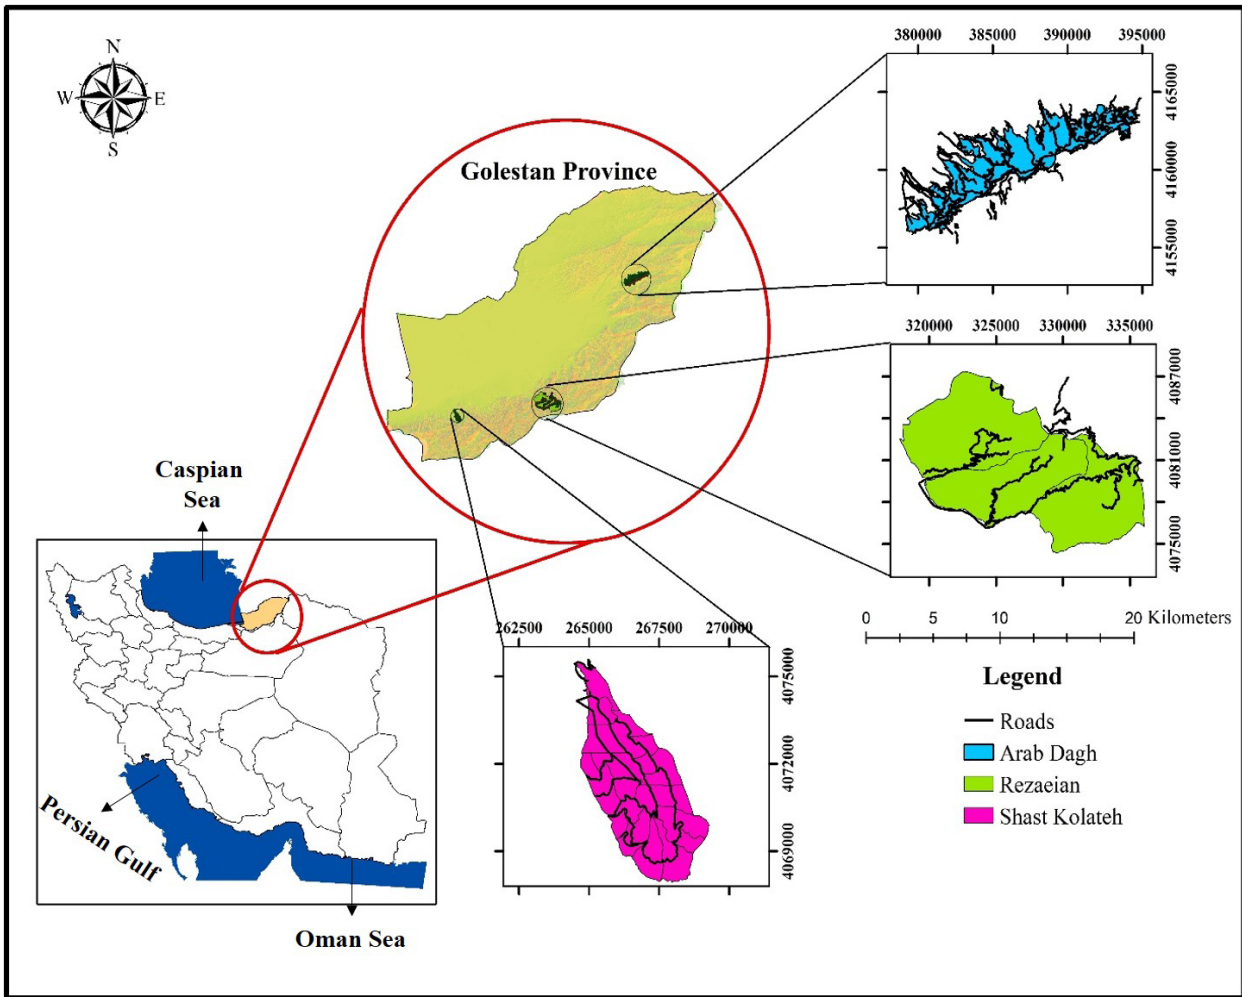 N
W
E
S
Golestan Province
380000 385000 390000 395000
4165000
4160000
4155000
320000 325000 330000 335000
4087000
4081000
4075000
Caspian
Sea
Persian Gulf
Oman Sea
262500 265000 267500 270000
4075000
4072000
4069000
0 5 10 20 Kilometers
Legend
Roads
Arab Dagh
Rezaeian
Shast Kolateh